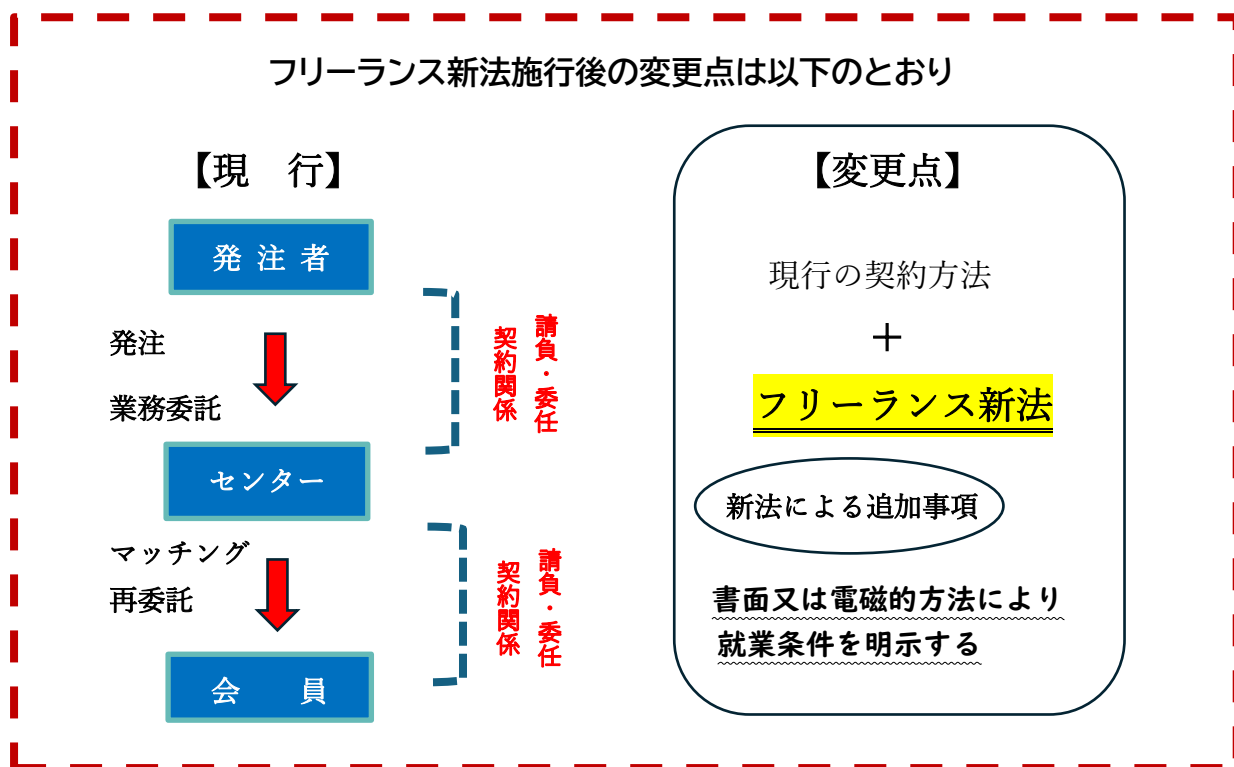 フリーランス新法施行後の変更点は以下のとおり
【現　行】
発 注 者
発注
業務委託
請負・委任
契約関係
センター
マッチング
再委託
請負・委任
契約関係
会　　員
【変更点】
現行の契約方法
＋
フリーランス新法
新法による追加事項
書面又は電磁的方法により
就業条件を明示する